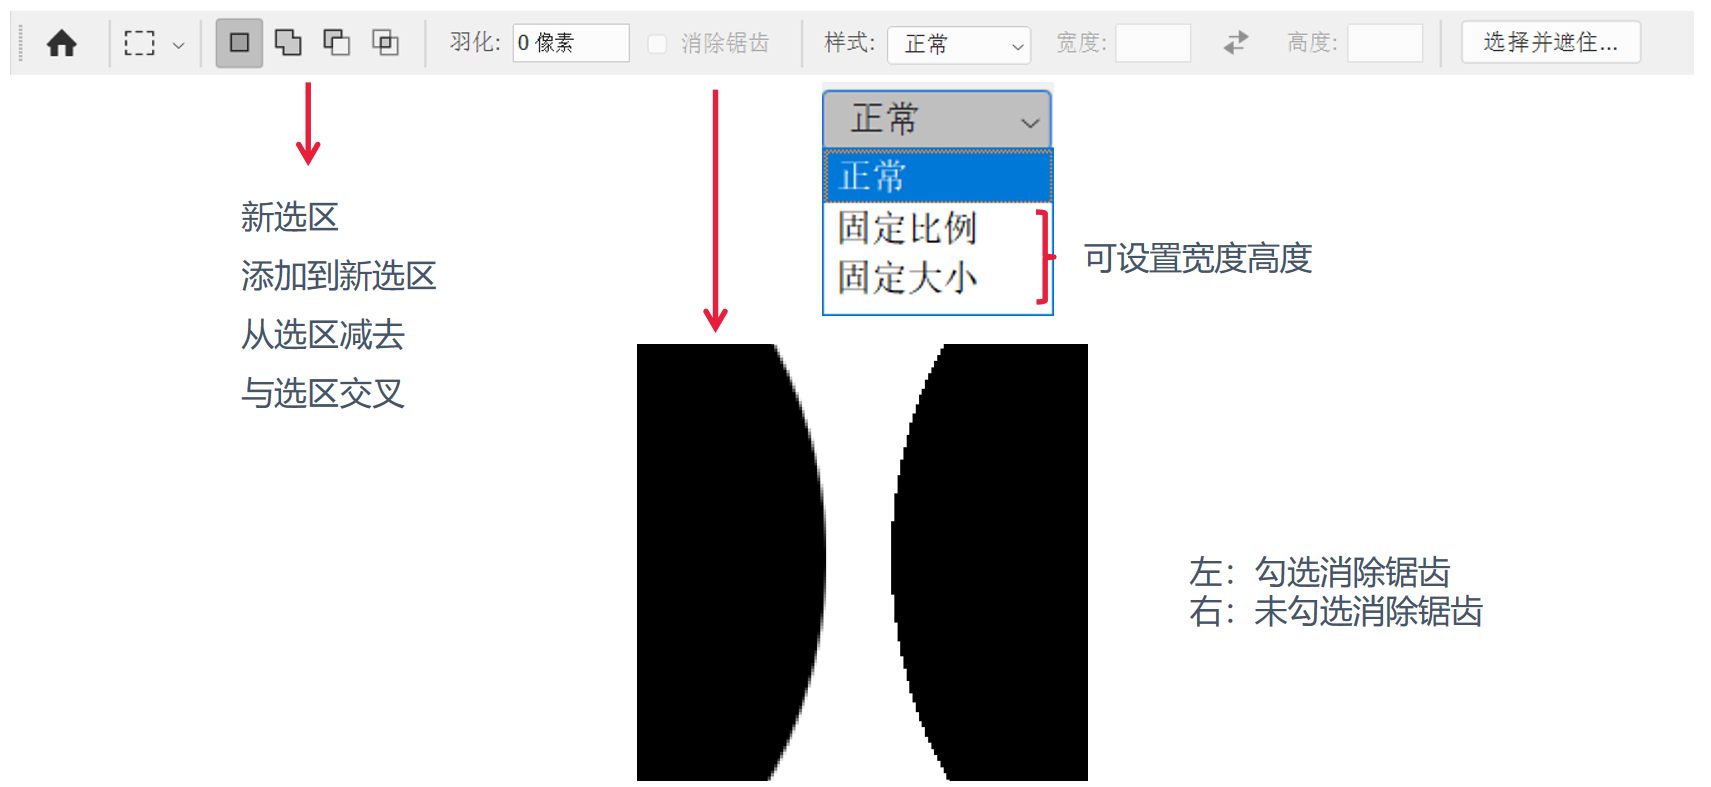 羽化: 0 像素 消除锯齿 样式: 正常 宽度: 高度: 选择并遮住...
正常
正常
固定比例
固定大小
可设置宽度高度
新选区
添加到新选区
从选区减去
与选区交叉
左：勾选消除锯齿
右：未勾选消除锯齿